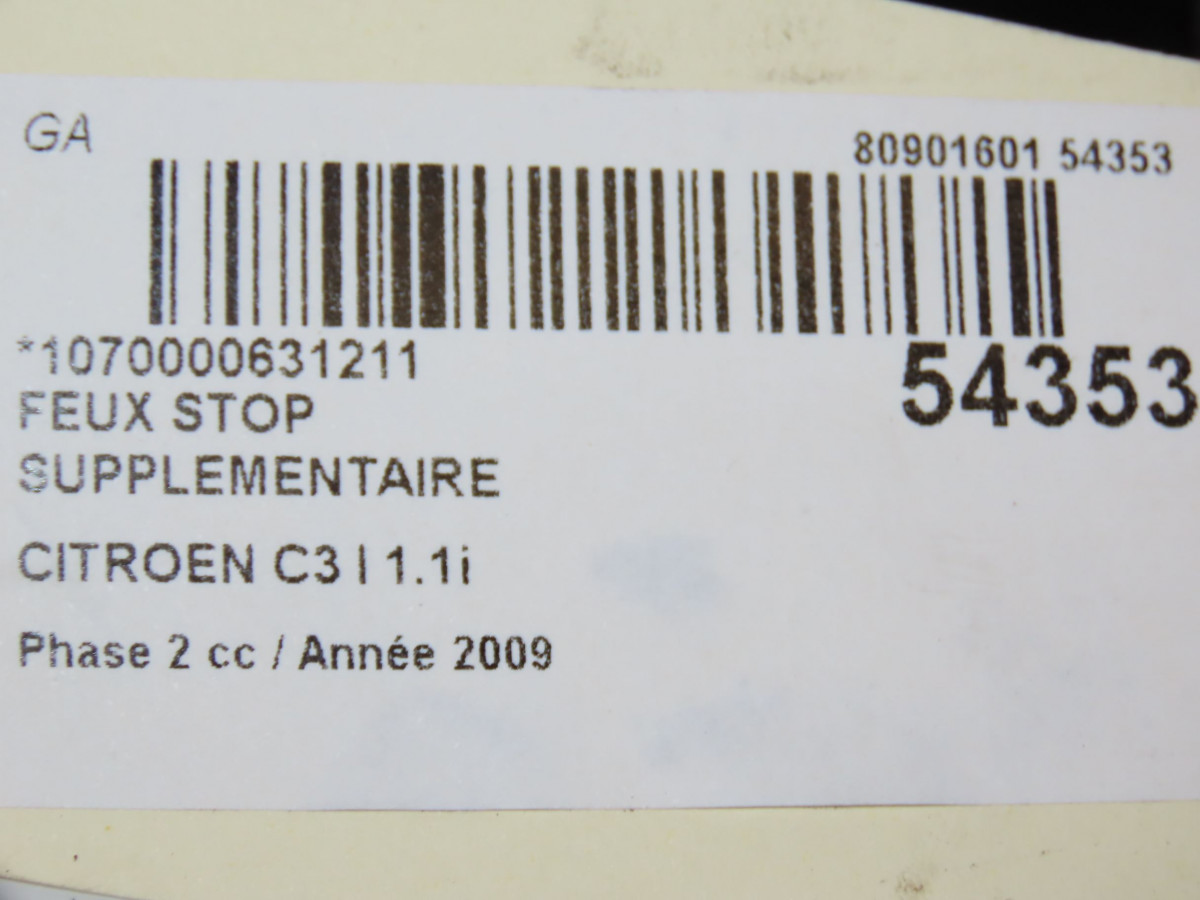 GA
80901601 54353
*1070000631211
54353
FEUX STOP
SUPPLEMENTAIRE
CITROEN C3 I 1.1i
Phase 2 cc / Année 2009